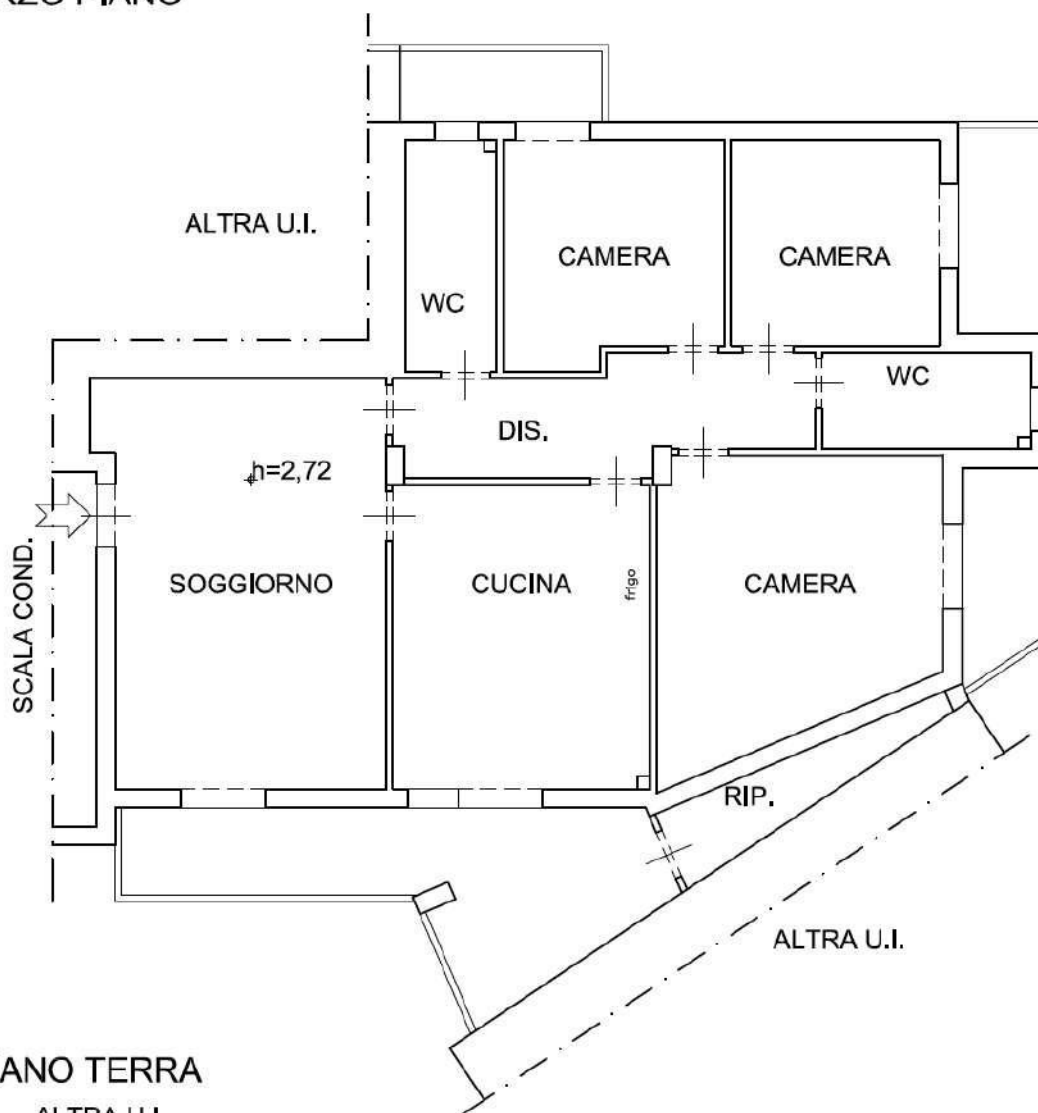 ALTRA U.I.
CAMERA
CAMERA
WC
WC
DIS.
h=2,72
SCALA COND.
SOGGIORNO
CUCINA
frigo
CAMERA
RIP.
ALTRA U.I.
ANO TERRA